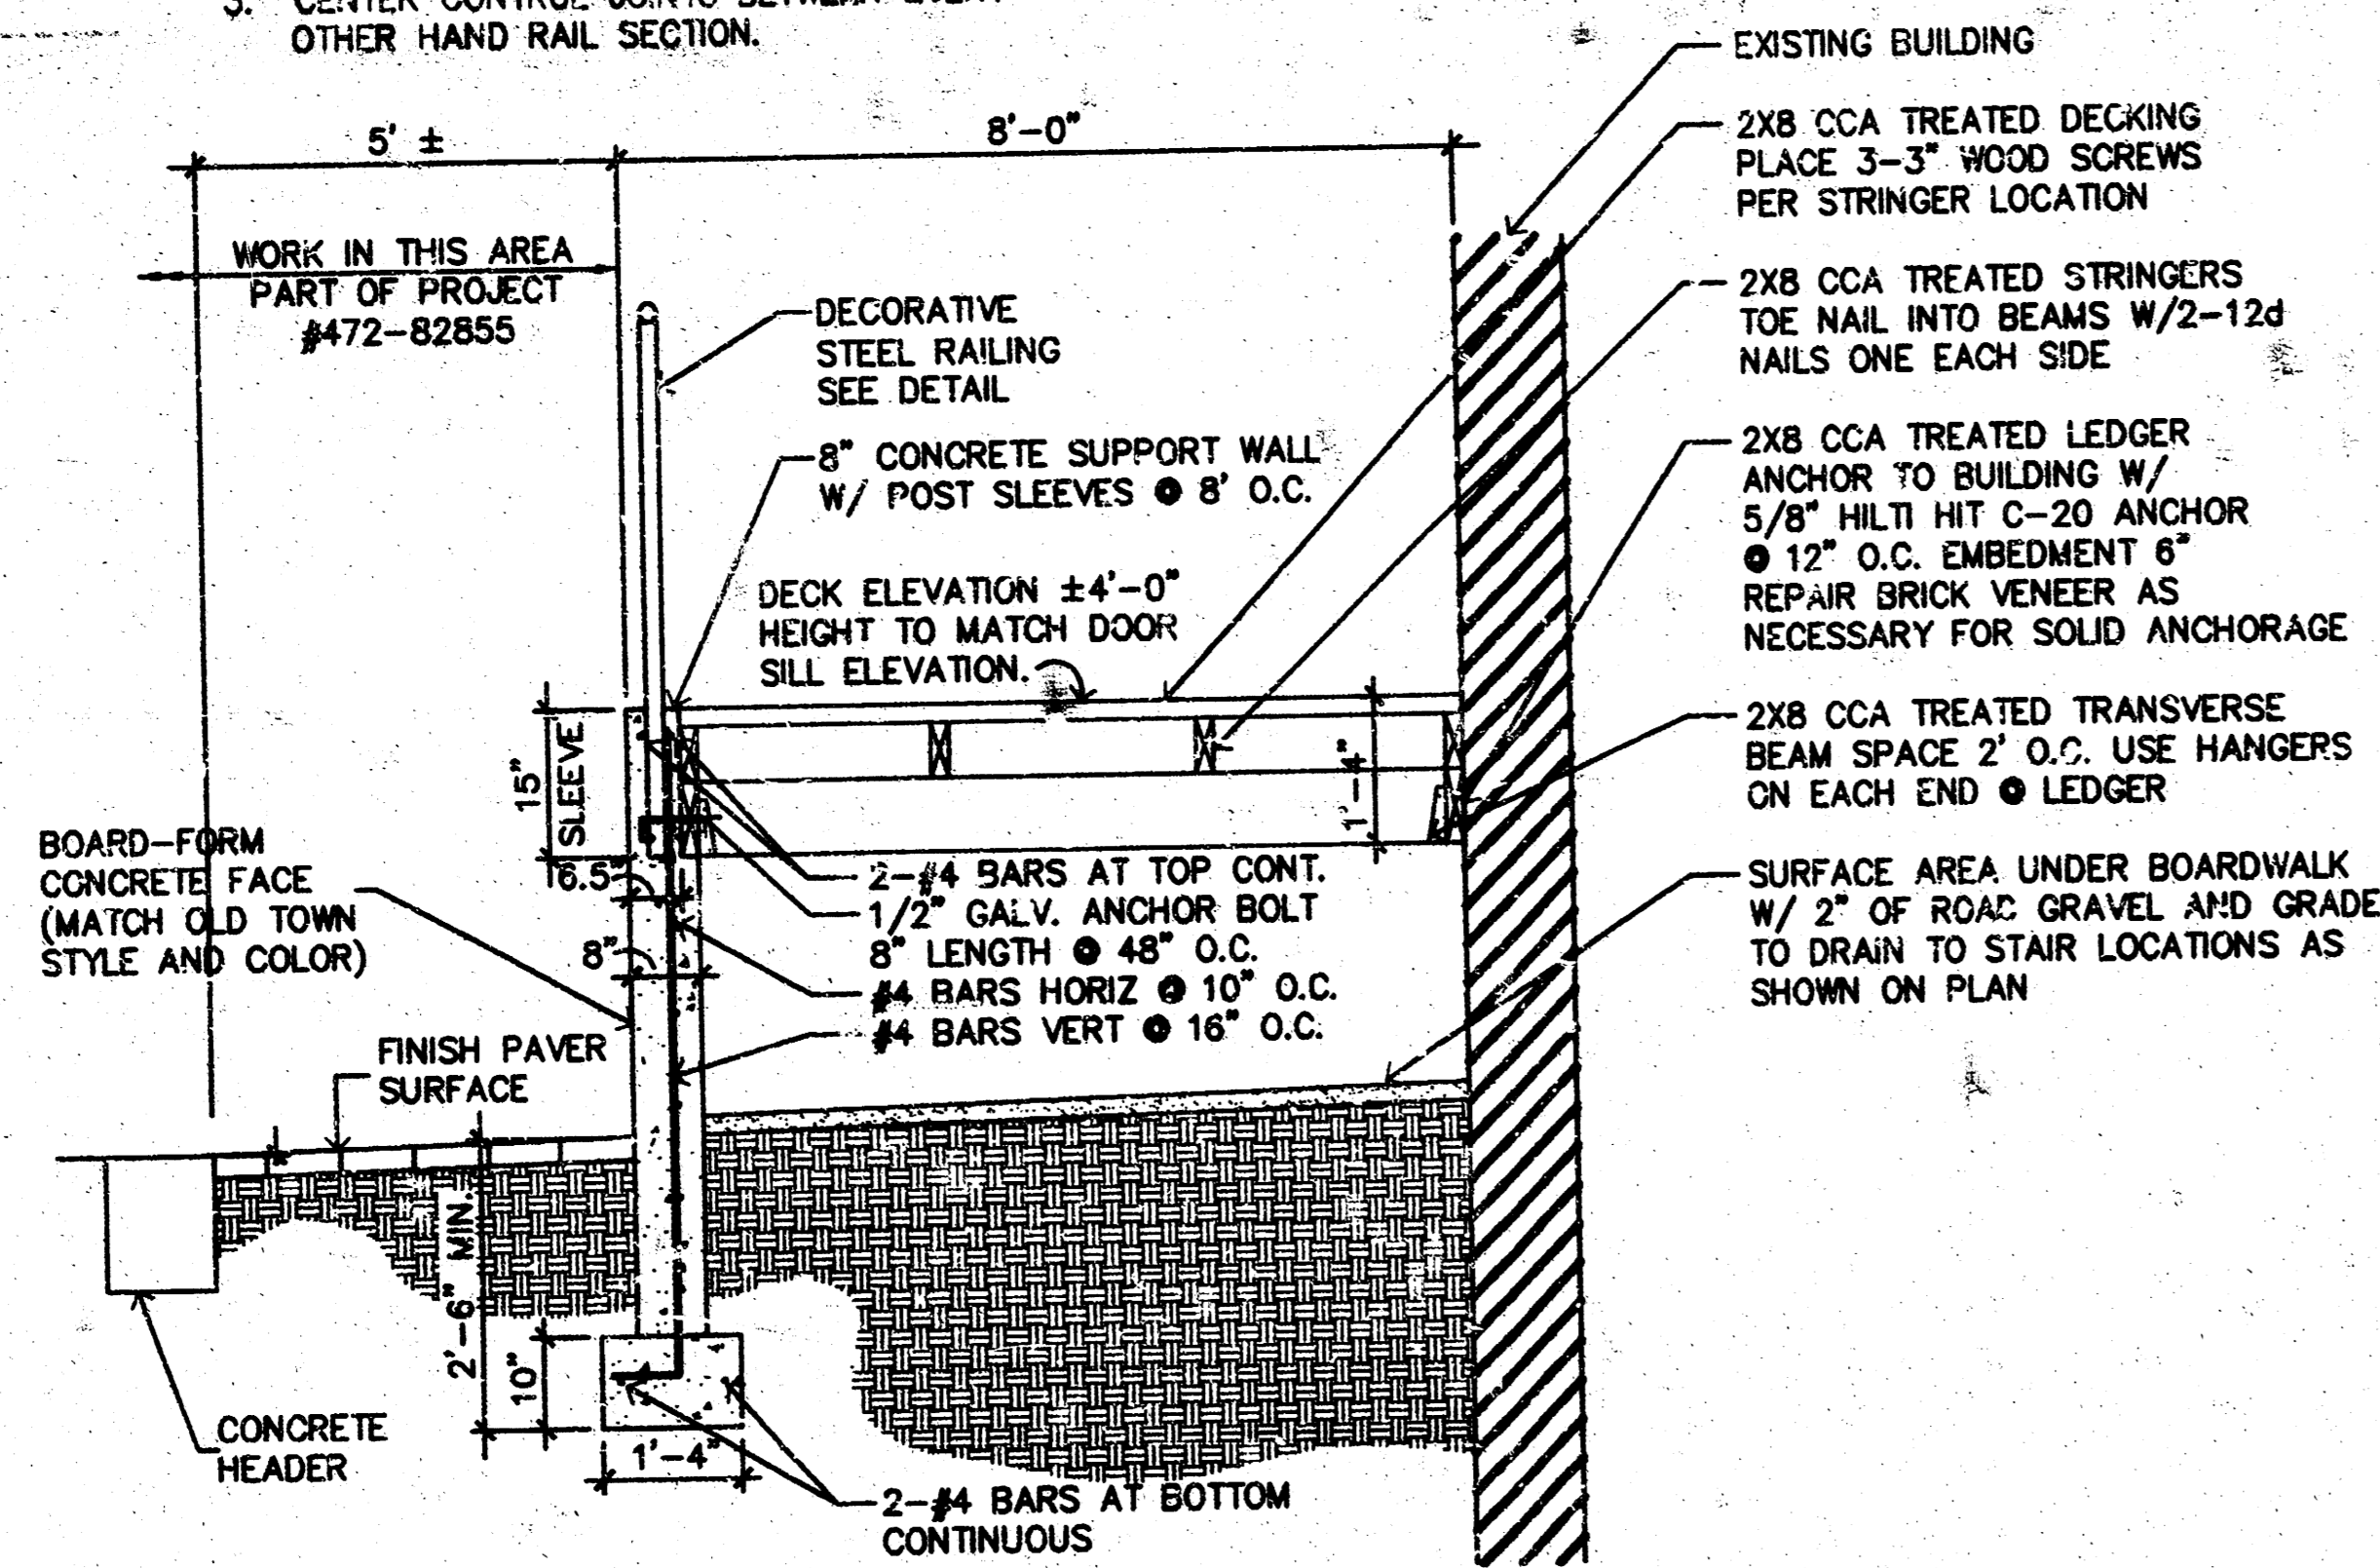 3. CENTER CONTROL JOINTS BETWEEN EVERY
OTHER HAND RAIL SECTION.
5' ±
8'-0"
WORK IN THIS AREA
PART OF PROJECT
#472-82855
DECORATIVE
STEEL RAILING
SEE DETAIL
8" CONCRETE SUPPORT WALL
W/ POST SLEEVES @ 8' O.C.
DECK ELEVATION ±4'-0"
HEIGHT TO MATCH DOOR
SILL ELEVATION.
15"
SLEEVE
1'-4"
6.5"
8"
BOARD-FORM
CONCRETE FACE
(MATCH OLD TOWN
STYLE AND COLOR)
2-#4 BARS AT TOP CONT.
1/2" GALV. ANCHOR BOLT
8" LENGTH @ 48" O.C.
#4 BARS HORIZ @ 10" O.C.
#4 BARS VERT @ 16" O.C.
FINISH PAVER
SURFACE
2'-6" MIN.
10"
1'-4"
CONCRETE
HEADER
2-#4 BARS AT BOTTOM
CONTINUOUS
EXISTING BUILDING
2X8 CCA TREATED DECKING
PLACE 3-3" WOOD SCREWS
PER STRINGER LOCATION
2X8 CCA TREATED STRINGERS
TOE NAIL INTO BEAMS W/2-12d
NAILS ONE EACH SIDE
2X8 CCA TREATED LEDGER
ANCHOR TO BUILDING W/
5/8" HILTI HIT C-20 ANCHOR
@ 12" O.C. EMBEDMENT 6"
REPAIR BRICK VENEER AS
NECESSARY FOR SOLID ANCHORAGE
2X8 CCA TREATED TRANSVERSE
BEAM SPACE 2' O.C. USE HANGERS
ON EACH END @ LEDGER
SURFACE AREA UNDER BOARDWALK
W/ 2" OF ROAD GRAVEL AND GRADE
TO DRAIN TO STAIR LOCATIONS AS
SHOWN ON PLAN